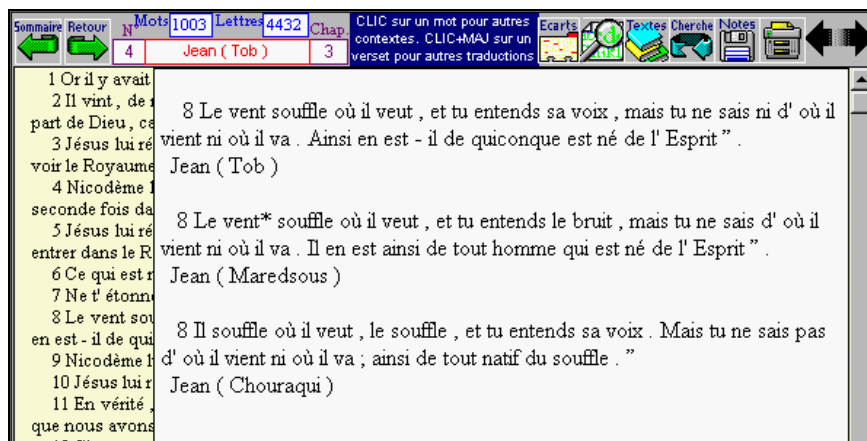 Sommaire Retour N° Mots 1003 Lettres 4432 Chap. CLIC sur un mot pour autres Ecarts Textes Cherche Notes
contextes. CLIC+MAJ sur un
4 Jean ( Tob ) 3 verset pour autres traductions
1 Or il y avait
2 Il vint , de
part de Dieu , ca
3 Jésus lui ré
voir le Royaume
4 Nicodème l
seconde fois da
5 Jésus lui ré
entrer dans le R
6 Ce qui est r
7 Ne t' étonn
8 Le vent sou
en est - il de qui
9 Nicodème l
10 Jésus lui r
11 En vérité ,
que nous avons
8 Le vent souffle où il veut , et tu entends sa voix , mais tu ne sais ni d' où il
vient ni où il va . Ainsi en est - il de quiconque est né de l' Esprit ” .
Jean ( Tob )
8 Le vent* souffle où il veut , et tu entends le bruit , mais tu ne sais d' où il
vient ni où il va . Il en est ainsi de tout homme qui est né de l' Esprit ” .
Jean ( Maredsous )
8 Il souffle où il veut , le souffle , et tu entends sa voix . Mais tu ne sais pas
d' où il vient ni où il va ; ainsi de tout natif du souffle . ”
Jean ( Chouraqui )